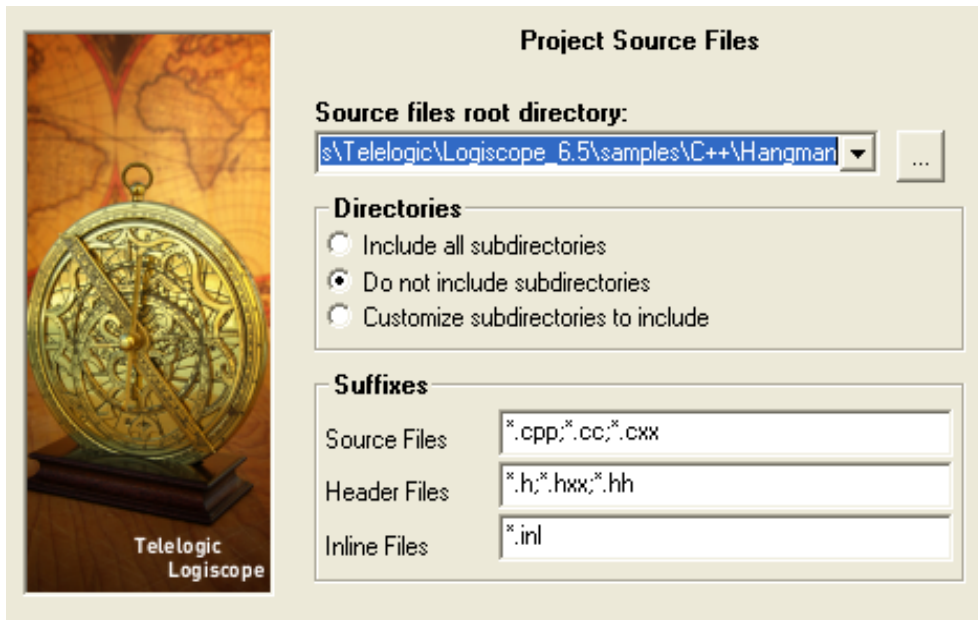 Project Source Files
Source files root directory:
s\Telelogic\Logiscope_6.5\samples\C++\Hangman
...
Directories
Include all subdirectories
Do not include subdirectories
Customize subdirectories to include
Suffixes
Source Files *.cpp;*.cc;*.cxx
Header Files *.h;*.hxx;*.hh
Inline Files *.inl
Telelogic
Logiscope